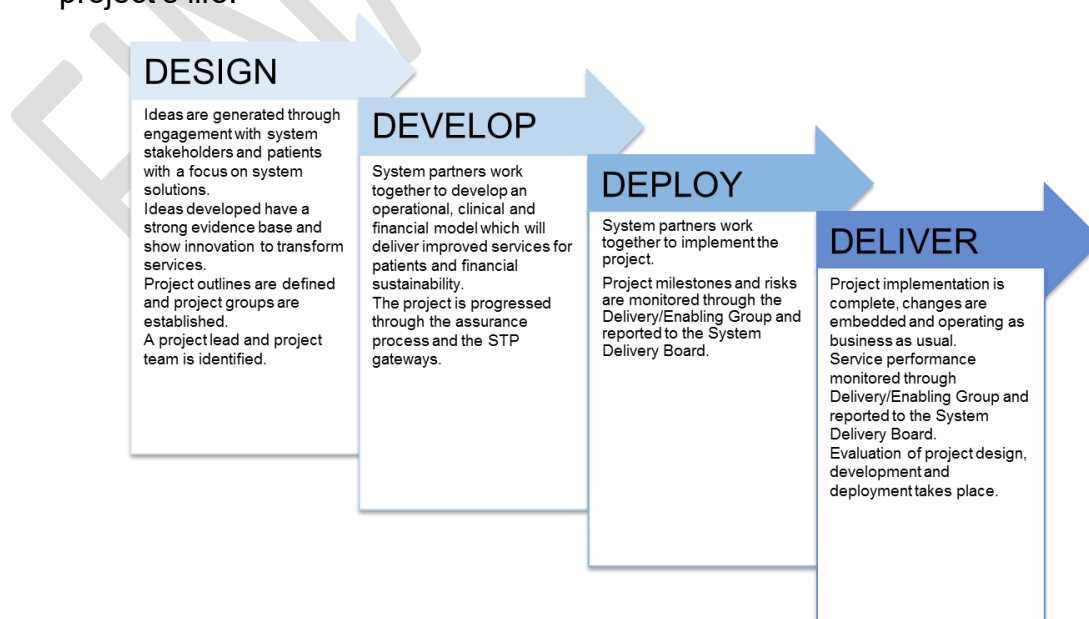 project's life.
DESIGN
Ideas are generated through
engagement with system
stakeholders and patients
with a focus on system
solutions.
Ideas developed have a
strong evidence base and
show innovation to transform
services.
Project outlines are defined
and project groups are
established.
A project lead and project
team is identified.
DEVELOP
System partners work
together to develop an
operational, clinical and
financial model which will
deliver improved services for
patients and financial
sustainability.
The project is progressed
through the assurance
process and the STP
gateways.
DEPLOY
System partners work
together to implement the
project.
Project milestones and risks
are monitored through the
Delivery/Enabling Group and
reported to the System
Delivery Board.
DELIVER
Project implementation is
complete, changes are
embedded and operating as
business as usual.
Service performance
monitored through
Delivery/Enabling Group and
reported to the System
Delivery Board.
Evaluation of project design,
development and
deployment takes place.